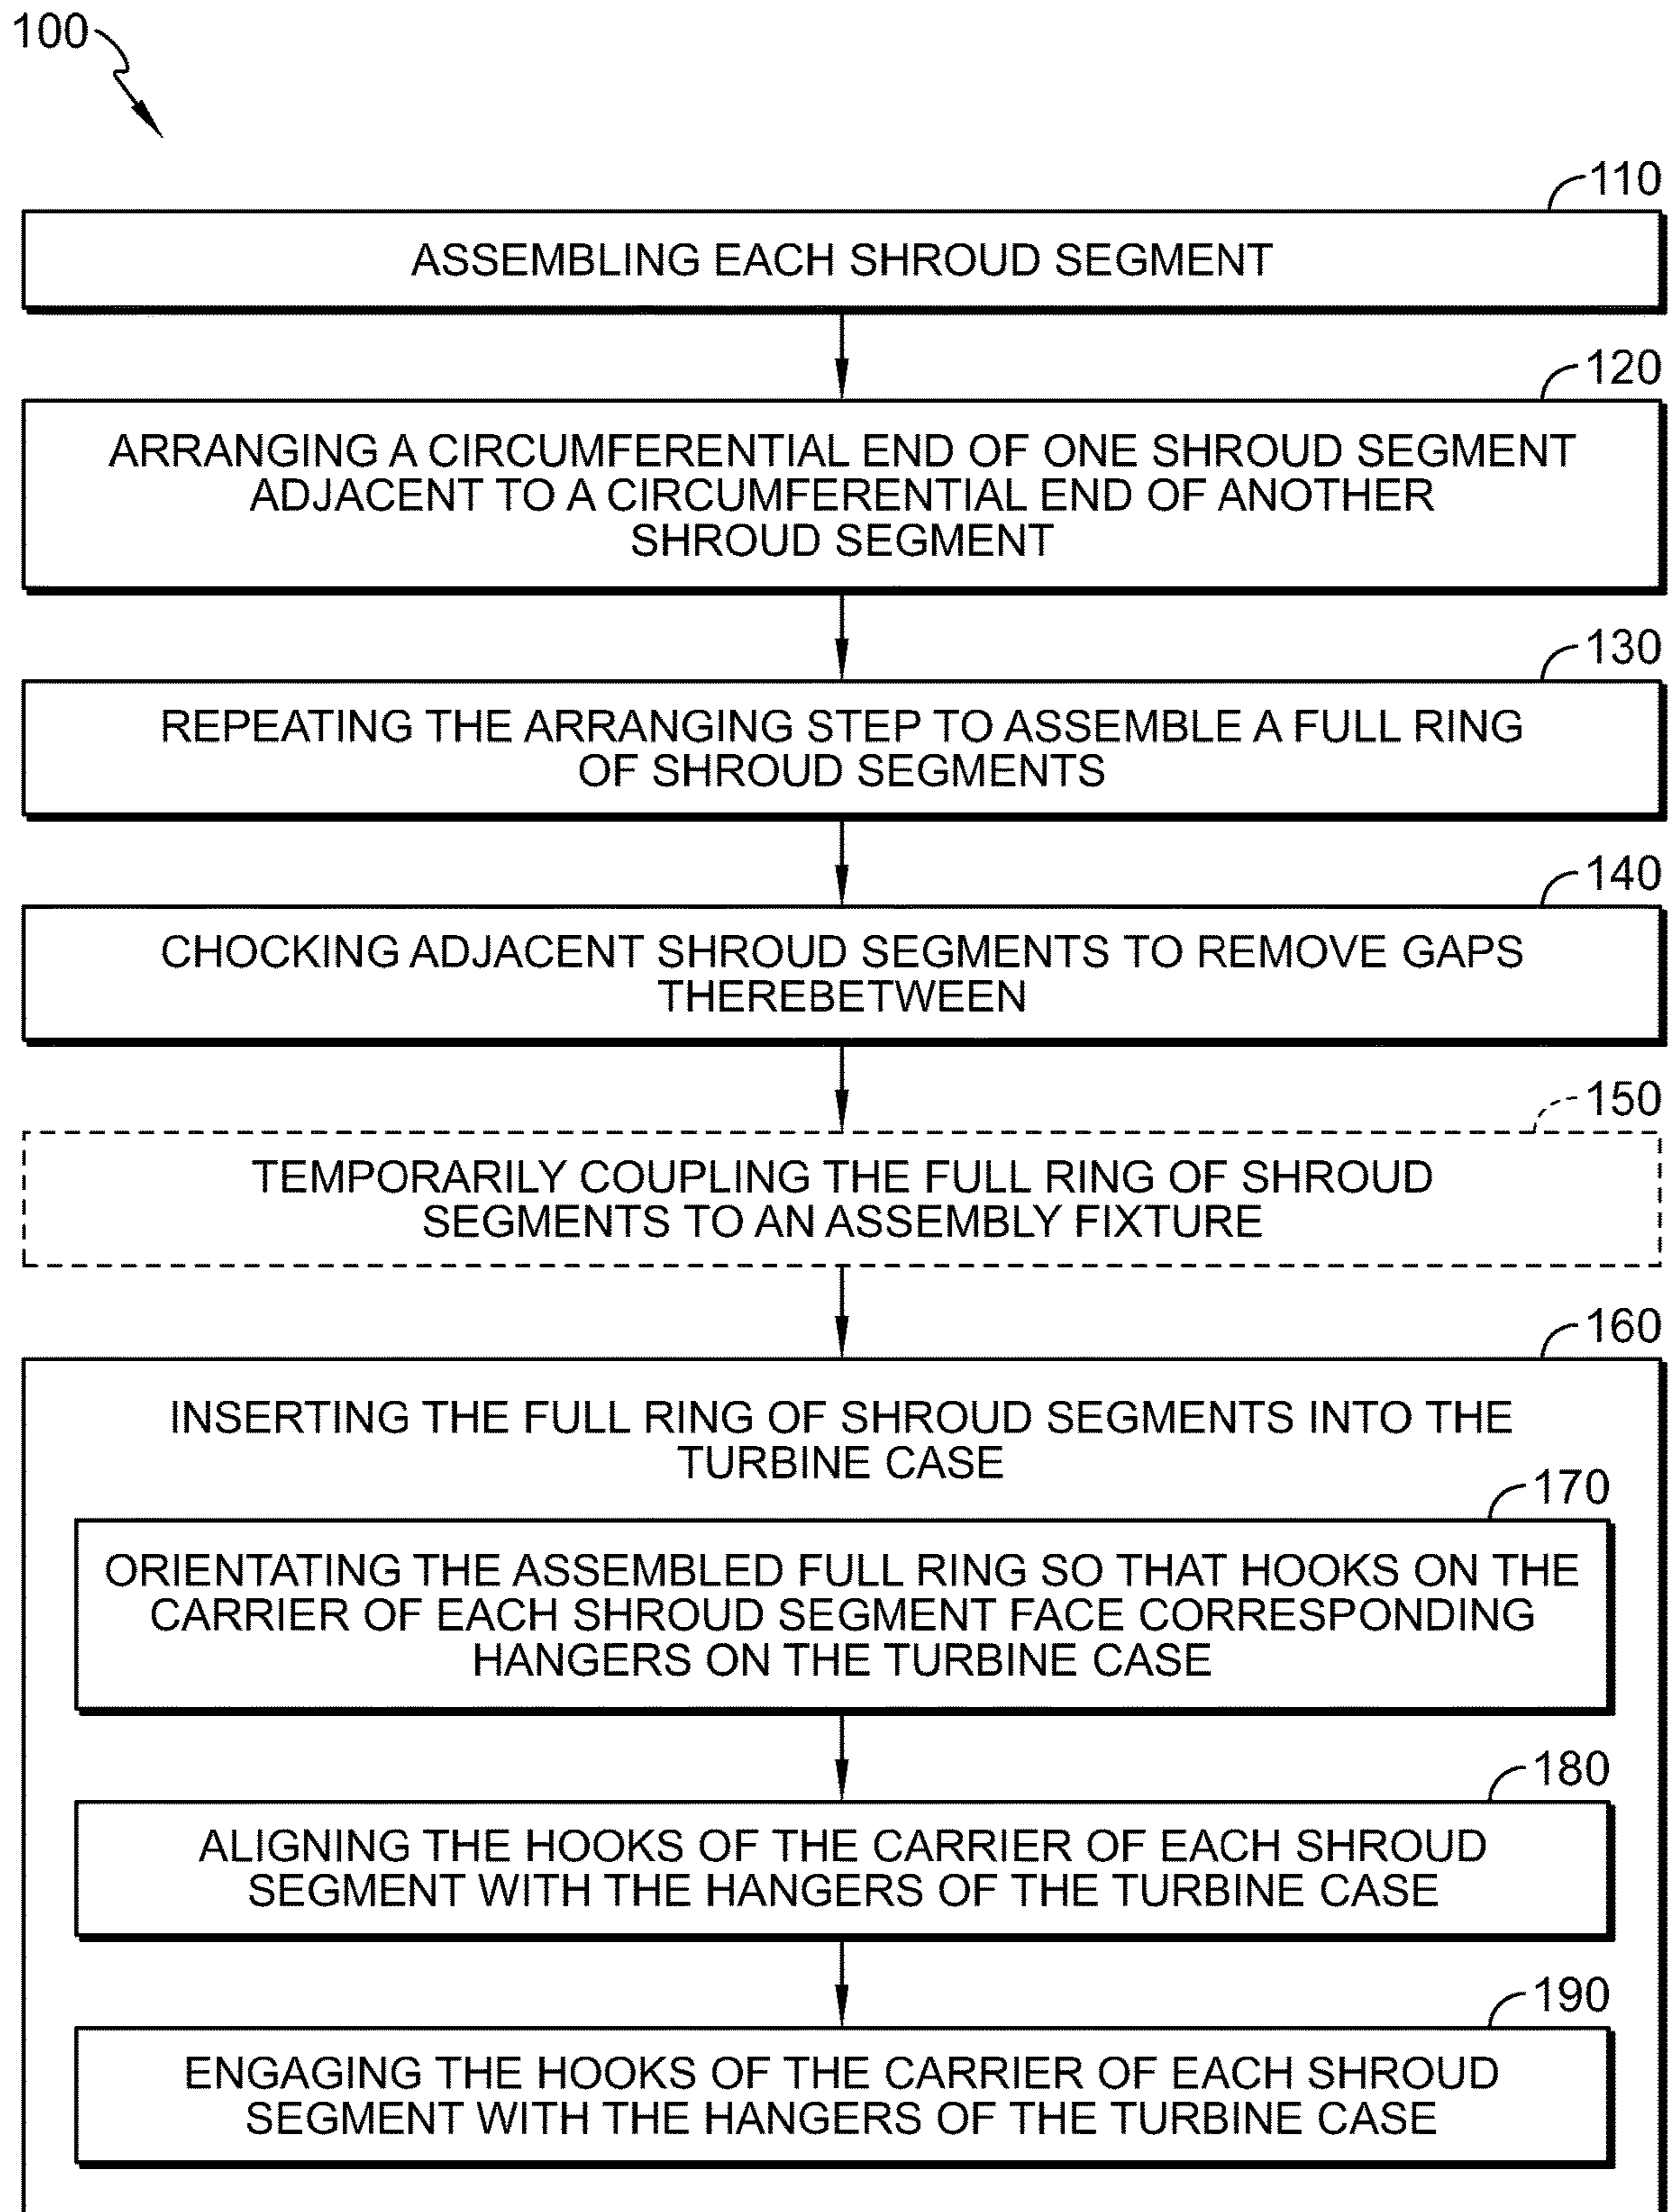 100
110
ASSEMBLING EACH SHROUD SEGMENT
120
ARRANGING A CIRCUMFERENTIAL END OF ONE SHROUD SEGMENT
ADJACENT TO A CIRCUMFERENTIAL END OF ANOTHER
SHROUD SEGMENT
130
REPEATING THE ARRANGING STEP TO ASSEMBLE A FULL RING
OF SHROUD SEGMENTS
140
CHOCKING ADJACENT SHROUD SEGMENTS TO REMOVE GAPS
THEREBETWEEN
150
TEMPORARILY COUPLING THE FULL RING OF SHROUD
SEGMENTS TO AN ASSEMBLY FIXTURE
160
INSERTING THE FULL RING OF SHROUD SEGMENTS INTO THE
TURBINE CASE
170
ORIENTATING THE ASSEMBLED FULL RING SO THAT HOOKS ON THE
CARRIER OF EACH SHROUD SEGMENT FACE CORRESPONDING
HANGERS ON THE TURBINE CASE
180
ALIGNING THE HOOKS OF THE CARRIER OF EACH SHROUD
SEGMENT WITH THE HANGERS OF THE TURBINE CASE
190
ENGAGING THE HOOKS OF THE CARRIER OF EACH SHROUD
SEGMENT WITH THE HANGERS OF THE TURBINE CASE